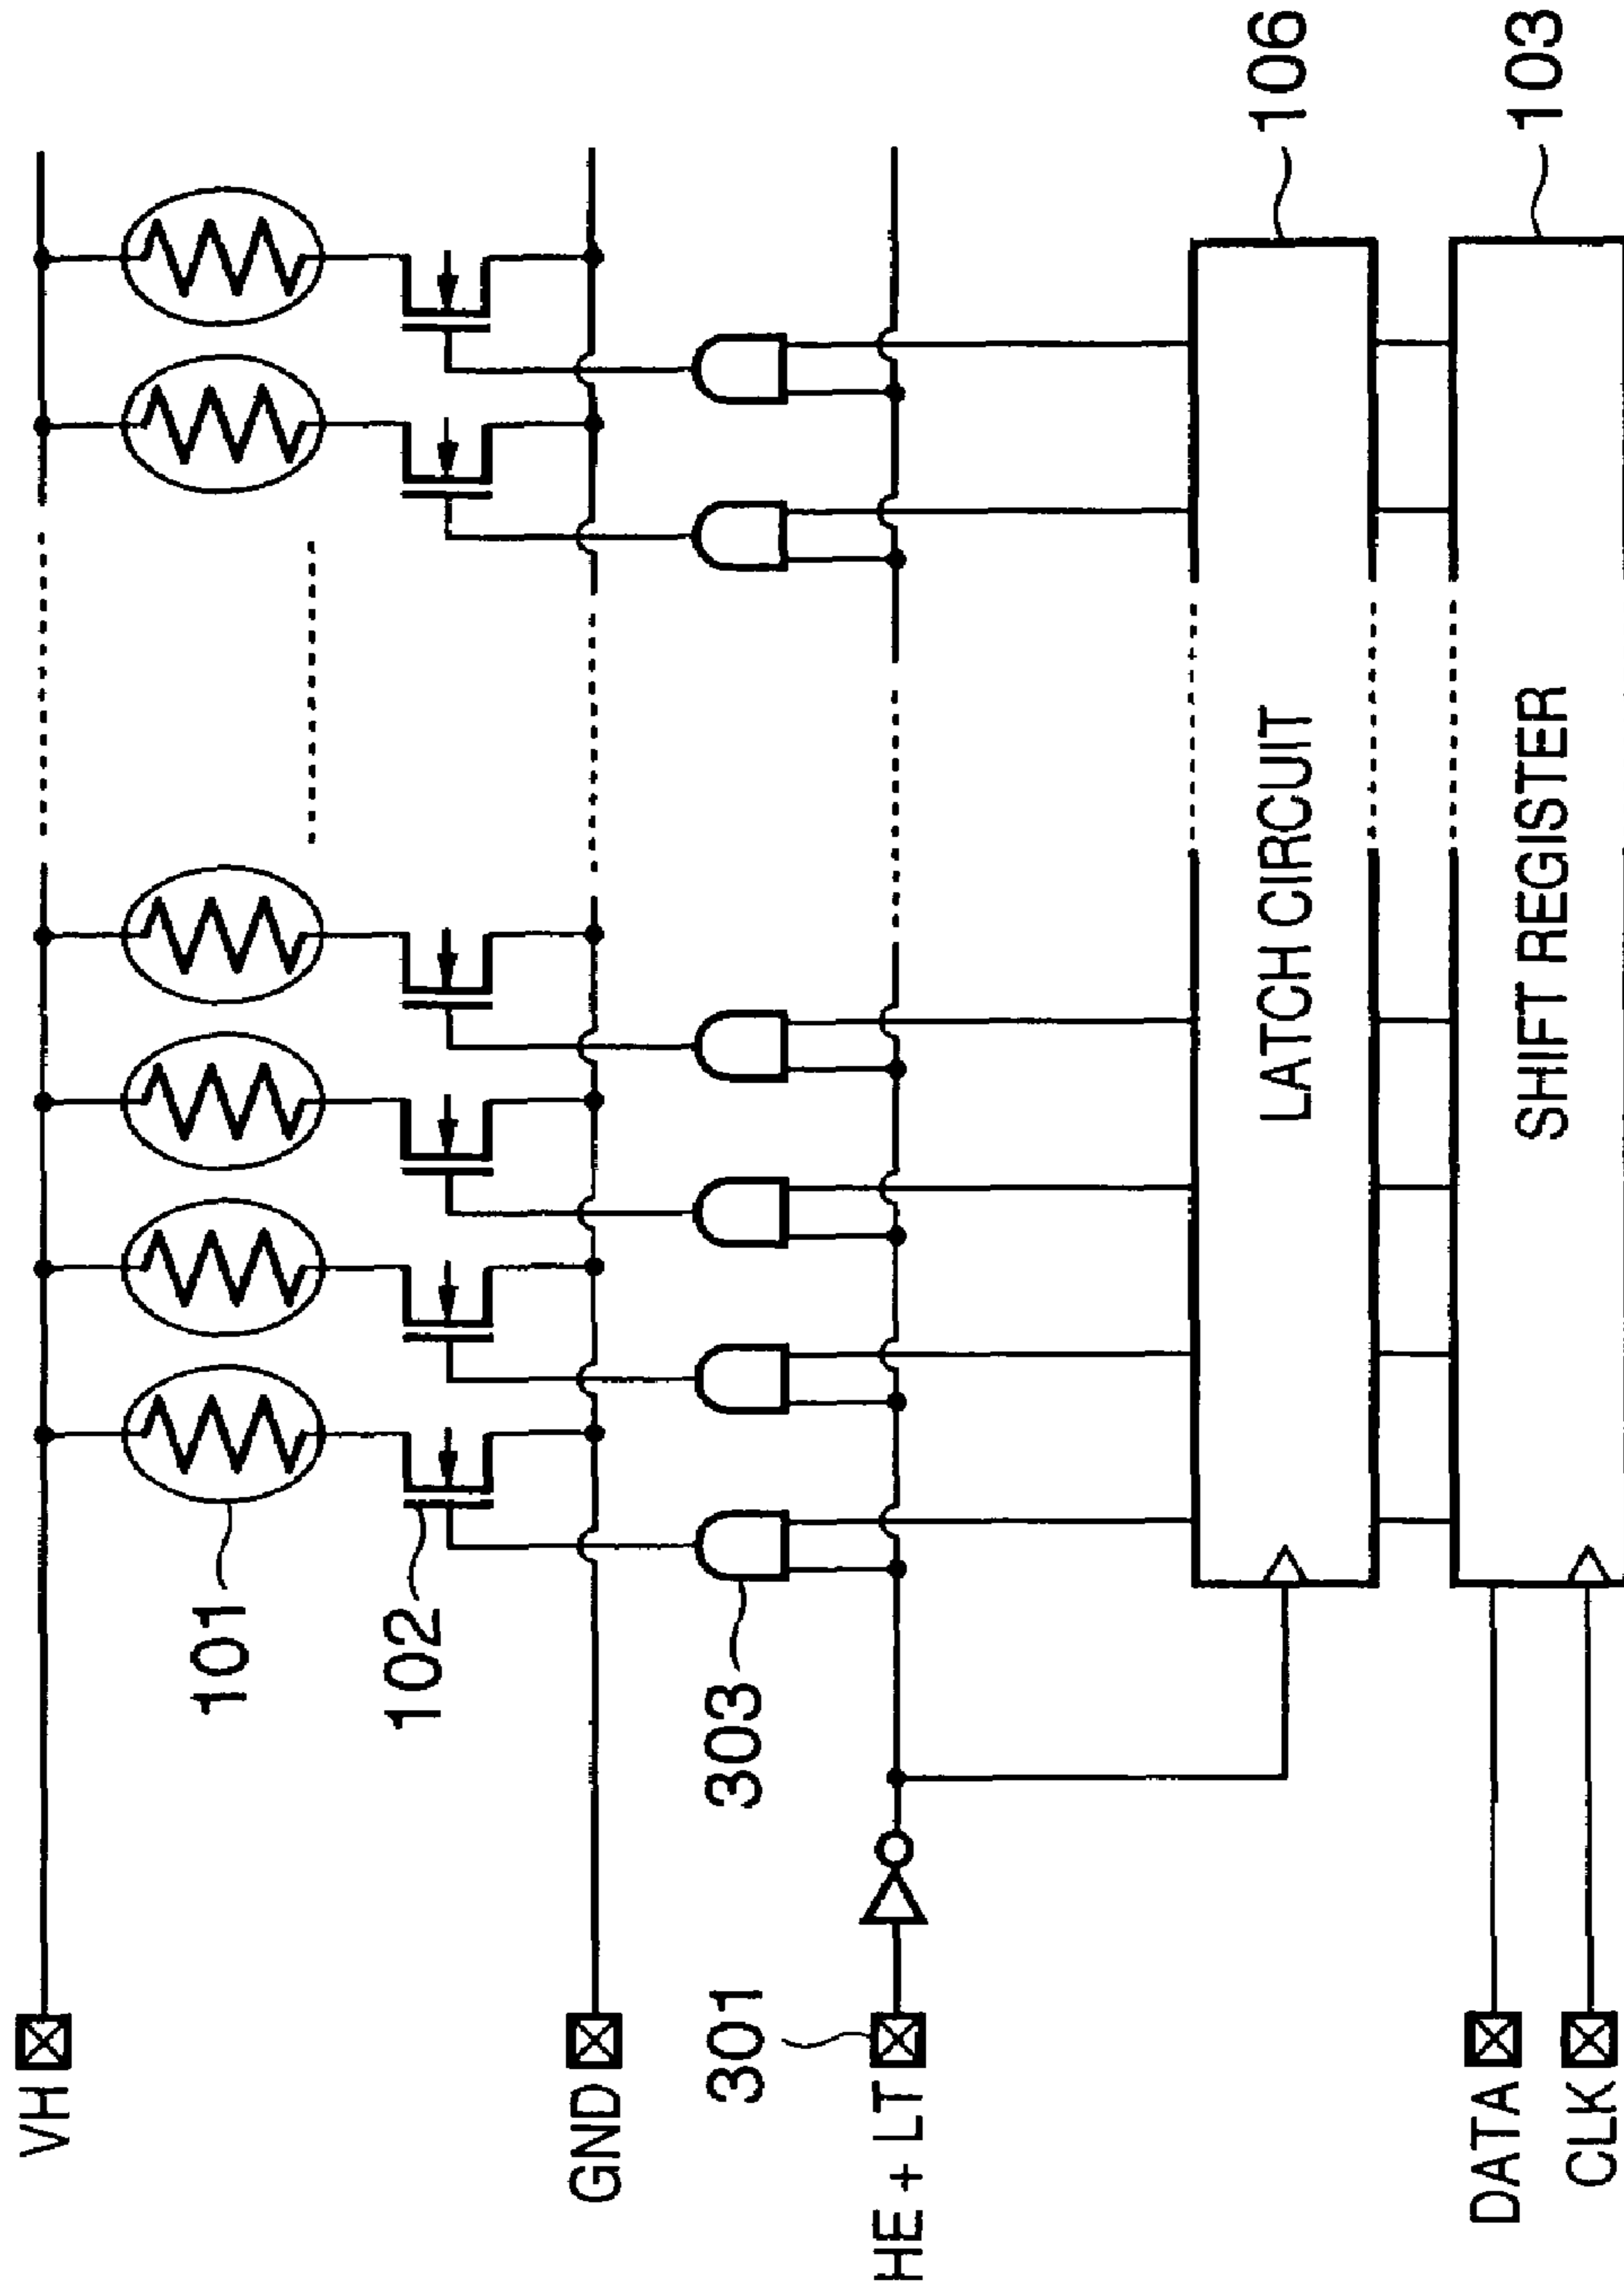 VH
101
102
GND
303
301
HE + LT
LATCH CIRCUIT
106
SHIFT REGISTER
103
DATA
CLK